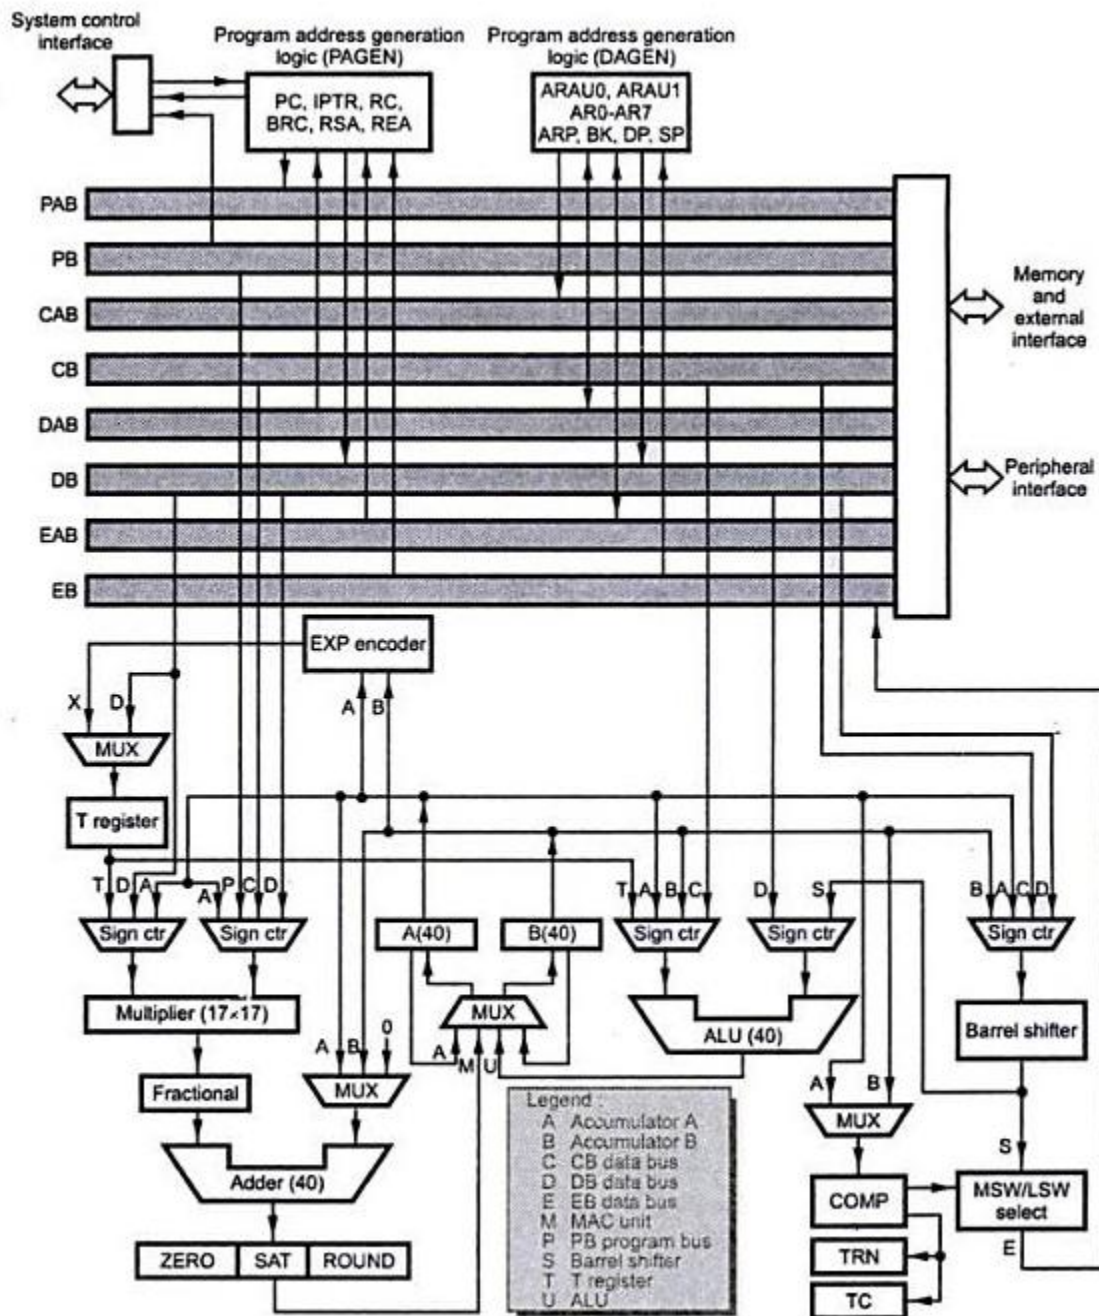 System control
interface
Program address generation
logic (PAGEN)
Program address generation
logic (DAGEN)
PC, IPTR, RC,
BRC, RSA, REA
ARAU0, ARAU1
AR0-AR7
ARP, BK, DP, SP
PAB
PB
CAB
CB
DAB
DB
EAB
EB
Memory
and
external
interface
Peripheral
interface
EXP encoder
X
D
A
B
MUX
T register
T
D
A
A
P
C
D
Sign ctr
Sign ctr
A(40)
B(40)
T
A
B
C
D
S
Sign ctr
Sign ctr
B
A
C
D
Sign ctr
Multiplier (17×17)
MUX
ALU (40)
Barrel shifter
Fractional
A
B
0
MUX
A
M
U
A
B
MUX
S
Adder (40)
COMP
MSW/LSW
select
E
ZERO
SAT
ROUND
TRN
TC
Legend :
A Accumulator A
B Accumulator B
C CB data bus
D DB data bus
E EB data bus
M MAC unit
P PB program bus
S Barrel shifter
T T register
U ALU